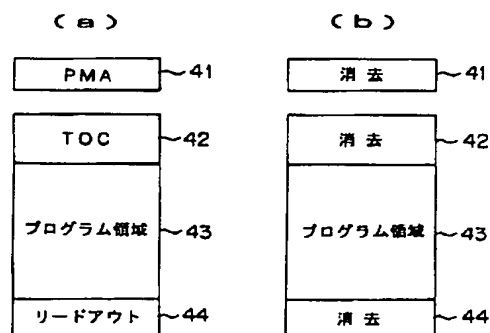 (a)
PMA 41
TOC 42
プログラム領域 43
リードアウト 44
(b)
消去 41
消去 42
プログラム領域 43
消去 44